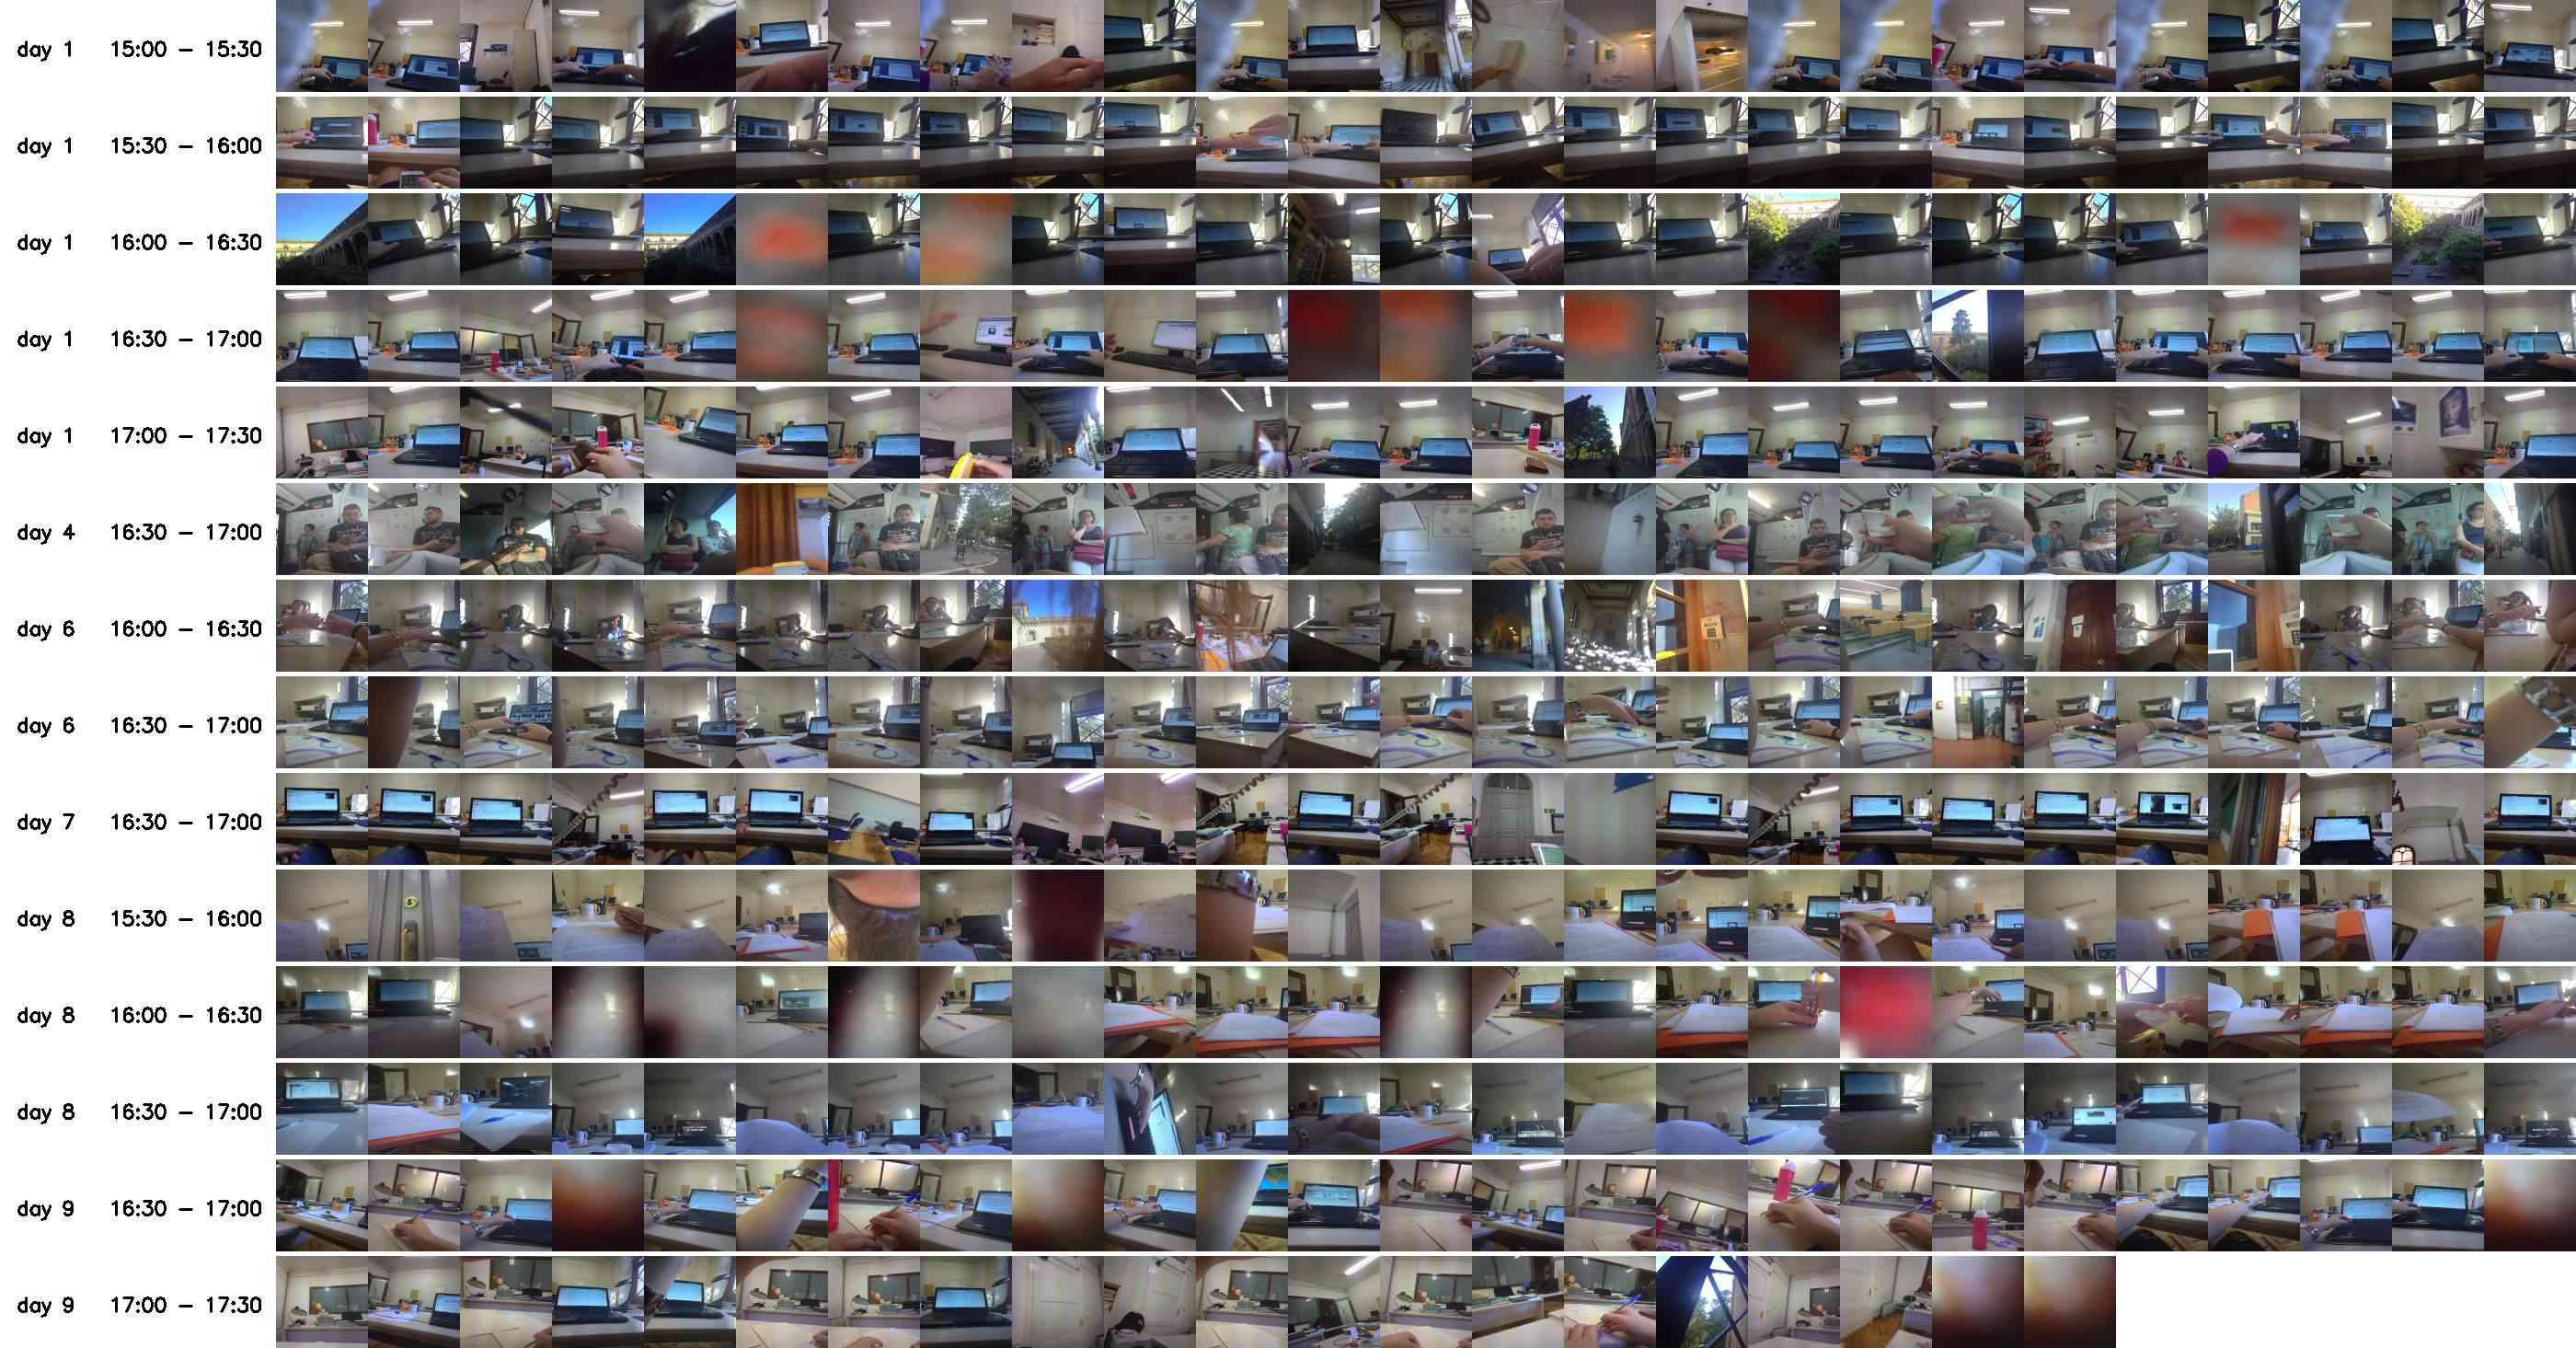 day 1 15:00 – 15:30
day 1 15:30 – 16:00
day 1 16:00 – 16:30
day 1 16:30 – 17:00
day 1 17:00 – 17:30
day 4 16:30 – 17:00
day 6 16:00 – 16:30
day 6 16:30 – 17:00
day 7 16:30 – 17:00
day 8 15:30 – 16:00
day 8 16:00 – 16:30
day 8 16:30 – 17:00
day 9 16:30 – 17:00
day 9 17:00 – 17:30